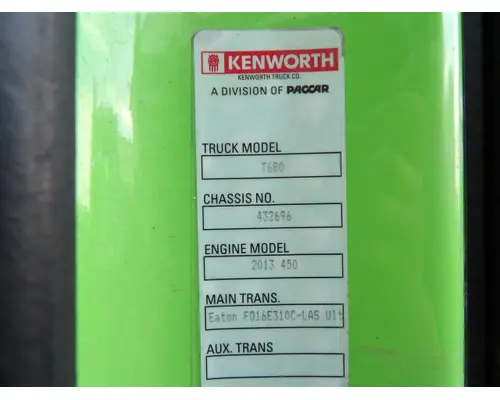 KENWORTH
KENWORTH TRUCK CO.
A DIVISION OF PACCAR
TRUCK MODEL
T680
CHASSIS NO.
432696
ENGINE MODEL
2013 450
MAIN TRANS.
Eaton FO16E310C-LAS Ult
AUX. TRANS